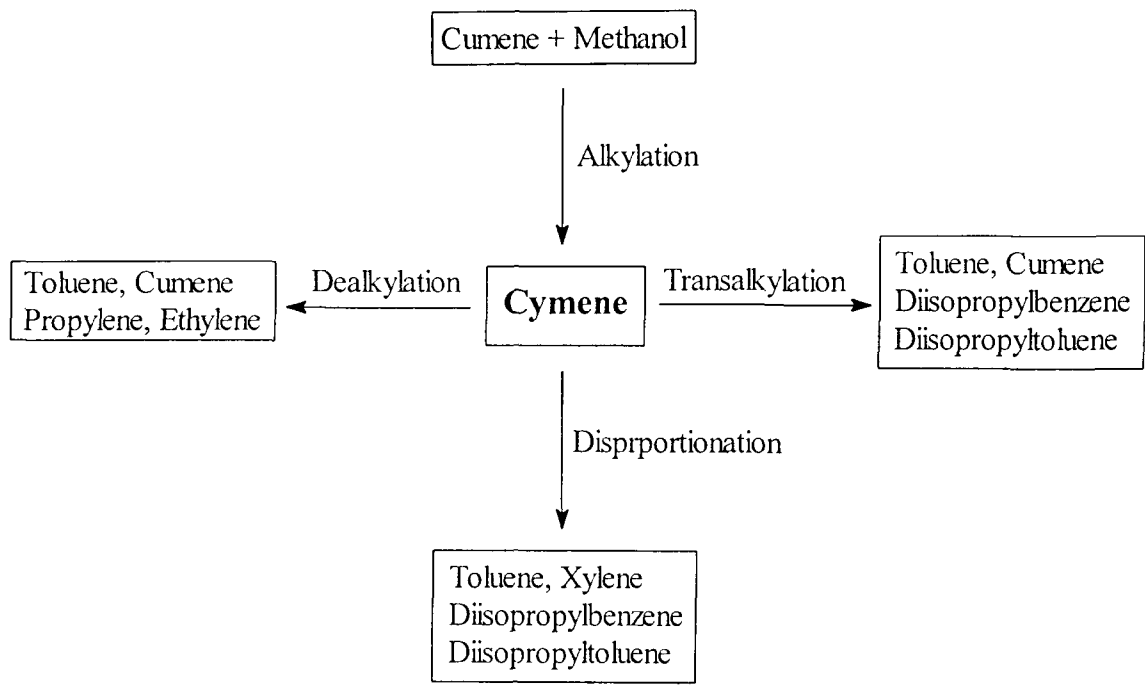 Cumene + Methanol
Alkylation
Toluene, Cumene
Propylene, Ethylene
Dealkylation
Cymene
Transalkylation
Toluene, Cumene
Diisopropylbenzene
Diisopropyltoluene
Disprportionation
Toluene, Xylene
Diisopropylbenzene
Diisopropyltoluene